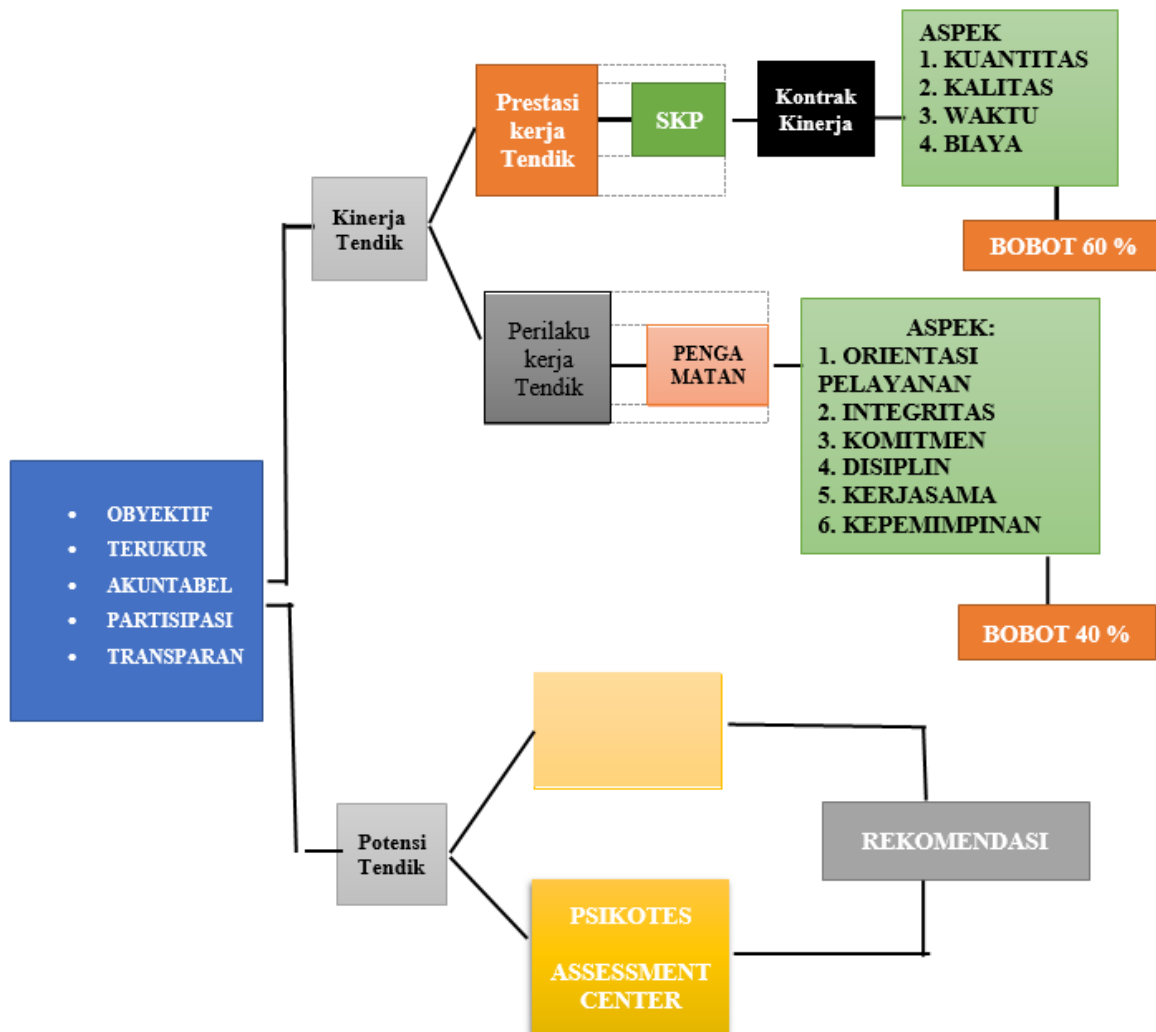 ASPEK
1. KUANTITAS
2. KALITAS
3. WAKTU
4. BIAYA
Prestasi
kerja
Tendik
SKP
Kontrak
Kinerja
Kinerja
Tendik
BOBOT 60 %
Perilaku
kerja
Tendik
PENGA
MATAN
ASPEK:
1. ORIENTASI
PELAYANAN
2. INTEGRITAS
3. KOMITMEN
4. DISIPLIN
5. KERJASAMA
6. KEPEMIMPINAN
• OBYEKTIF
• TERUKUR
• AKUNTABEL
• PARTISIPASI
• TRANSPARAN
BOBOT 40 %
Potensi
Tendik
REKOMENDASI
PSIKOTES
ASSESSMENT
CENTER